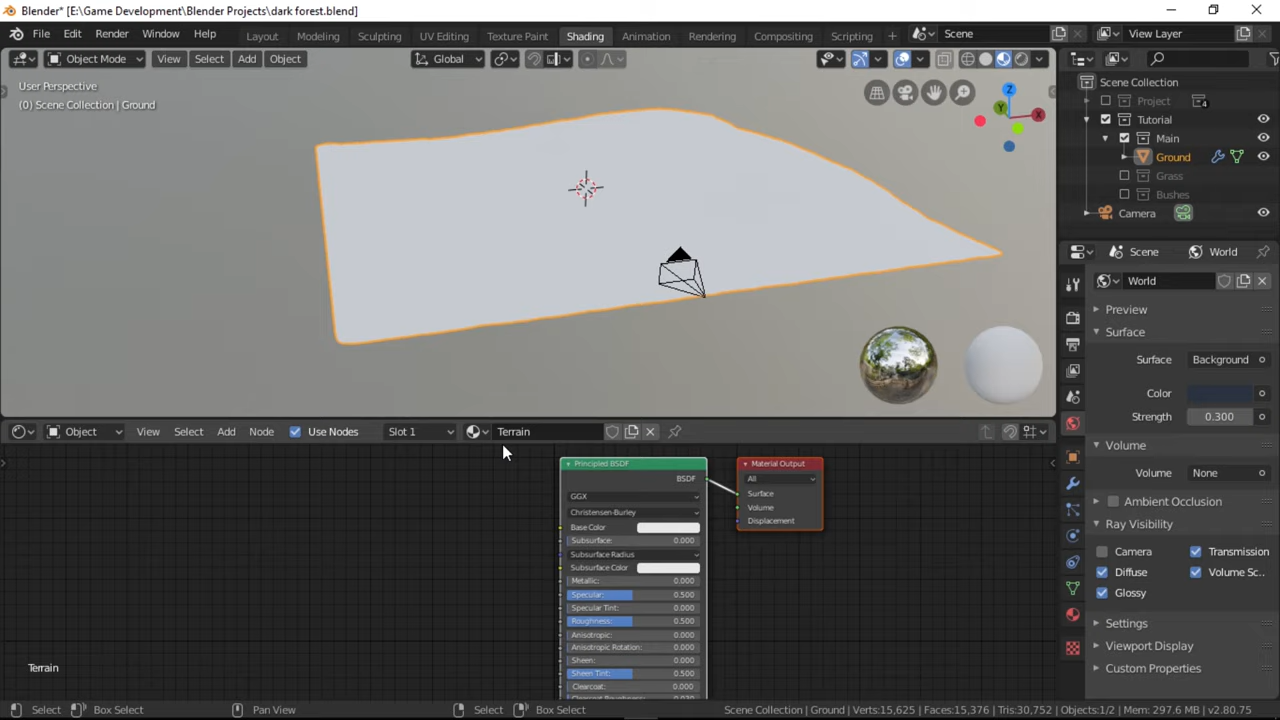 Blender* [E:\Game Development\Blender Projects\dark forest.blend]
File Edit Render Window Help Layout Modeling Sculpting UV Editing Texture Paint Shading Animation Rendering Compositing Scripting + Scene View Layer
Object Mode View Select Add Object Global
User Perspective
(0) Scene Collection | Ground
Z
Y
X
Scene Collection
Project 4
Tutorial
Main
Ground
Grass
Bushes
Camera
Scene World
World
Preview
Surface
Surface Background
Color
Strength 0.300
Volume
Volume None
Ambient Occlusion
Ray Visibility
Camera Transmission
Diffuse Volume Sc...
Glossy
Settings
Viewport Display
Custom Properties
Object View Select Add Node Use Nodes Slot 1 Terrain
Principled BSDF
BSDF
GGX
Christensen-Burley
Base Color
Subsurface: 0.000
Subsurface Radius
Subsurface Color
Metallic: 0.000
Specular: 0.500
Specular Tint: 0.000
Roughness: 0.500
Anisotropic: 0.000
Anisotropic Rotation: 0.000
Sheen: 0.000
Sheen Tint: 0.500
Clearcoat: 0.000
Clearcoat Roughness: 0.030
Material Output
All
Surface
Volume
Displacement
Terrain
Select Box Select Pan View Select Box Select Scene Collection | Ground | Verts:15,625 | Faces:15,376 | Tris:30,752 | Objects:1/2 | Mem: 297.6 MB | v2.80.75